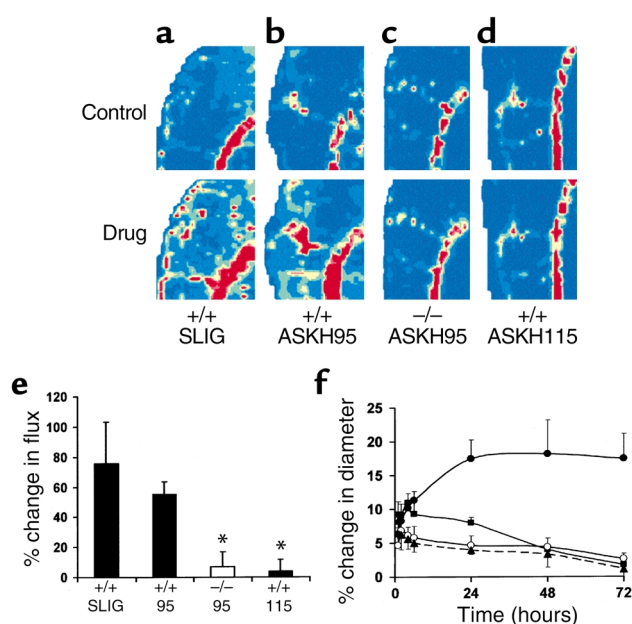 a b c d
Control
Drug
+/+ +/+ –/– +/+
SLIG ASKH95 ASKH95 ASKH115
e
% change in flux
120
100
80
60
40
20
0
* *
+/+ +/+ –/– +/+
SLIG 95 95 115
f
% change in diameter
25
20
15
10
5
0
0 24 48 72
Time (hours)